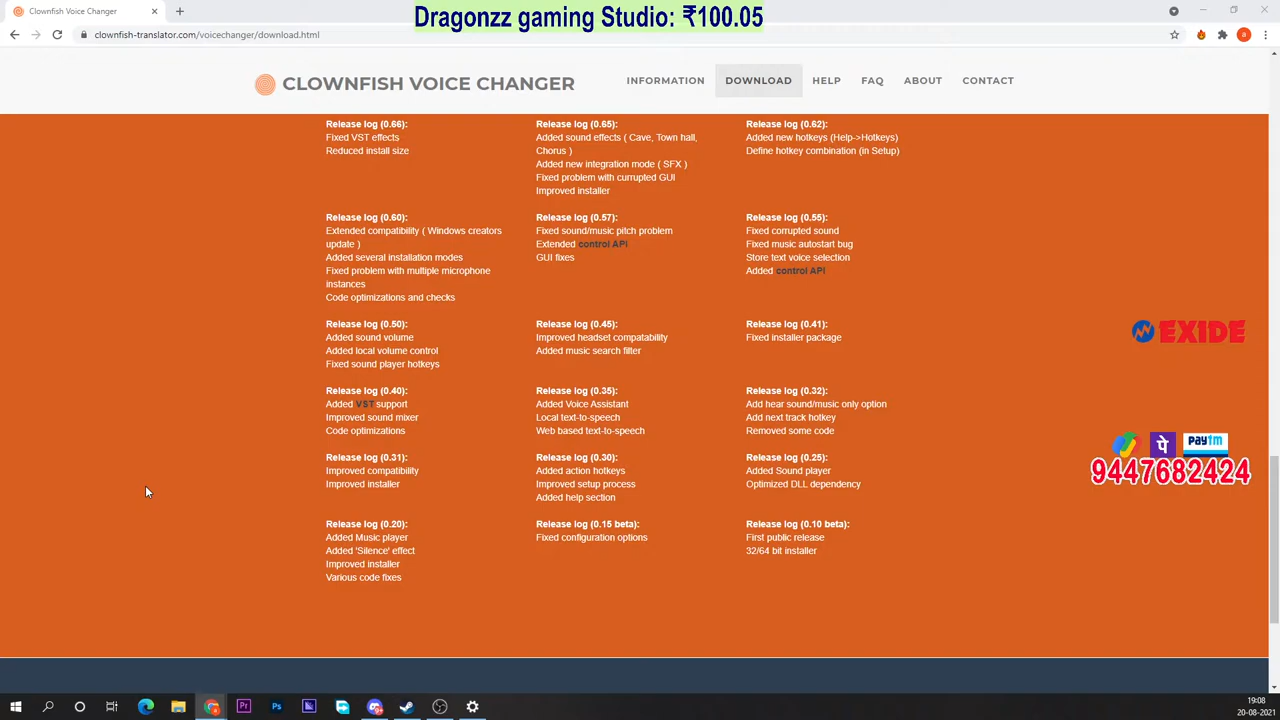 Dragonzz gaming Studio: ₹100.05
Clownfish Voice Changer
clownfish-translator.com/voicechanger/download.html
CLOWNFISH VOICE CHANGER
INFORMATION
DOWNLOAD
HELP
FAQ
ABOUT
CONTACT
Release log (0.66):
Fixed VST effects
Reduced install size
Release log (0.65):
Added sound effects ( Cave, Town hall,
Chorus )
Added new integration mode ( SFX )
Fixed problem with currupted GUI
Improved installer
Release log (0.62):
Added new hotkeys (Help->Hotkeys)
Define hotkey combination (in Setup)
Release log (0.60):
Extended compatibility ( Windows creators
update )
Added several installation modes
Fixed problem with multiple microphone
instances
Code optimizations and checks
Release log (0.57):
Fixed sound/music pitch problem
Extended control API
GUI fixes
Release log (0.55):
Fixed corrupted sound
Fixed music autostart bug
Store text voice selection
Added control API
Release log (0.50):
Added sound volume
Added local volume control
Fixed sound player hotkeys
Release log (0.45):
Improved headset compatability
Added music search filter
Release log (0.41):
Fixed installer package
EXIDE
Release log (0.40):
Added VST support
Improved sound mixer
Code optimizations
Release log (0.35):
Added Voice Assistant
Local text-to-speech
Web based text-to-speech
Release log (0.32):
Add hear sound/music only option
Add next track hotkey
Removed some code
पे
Paytm
9447682424
Release log (0.31):
Improved compatibility
Improved installer
Release log (0.30):
Added action hotkeys
Improved setup process
Added help section
Release log (0.25):
Added Sound player
Optimized DLL dependency
Release log (0.20):
Added Music player
Added 'Silence' effect
Improved installer
Various code fixes
Release log (0.15 beta):
Fixed configuration options
Release log (0.10 beta):
First public release
32/64 bit installer
Pr
Ps
19:08
20-08-2021